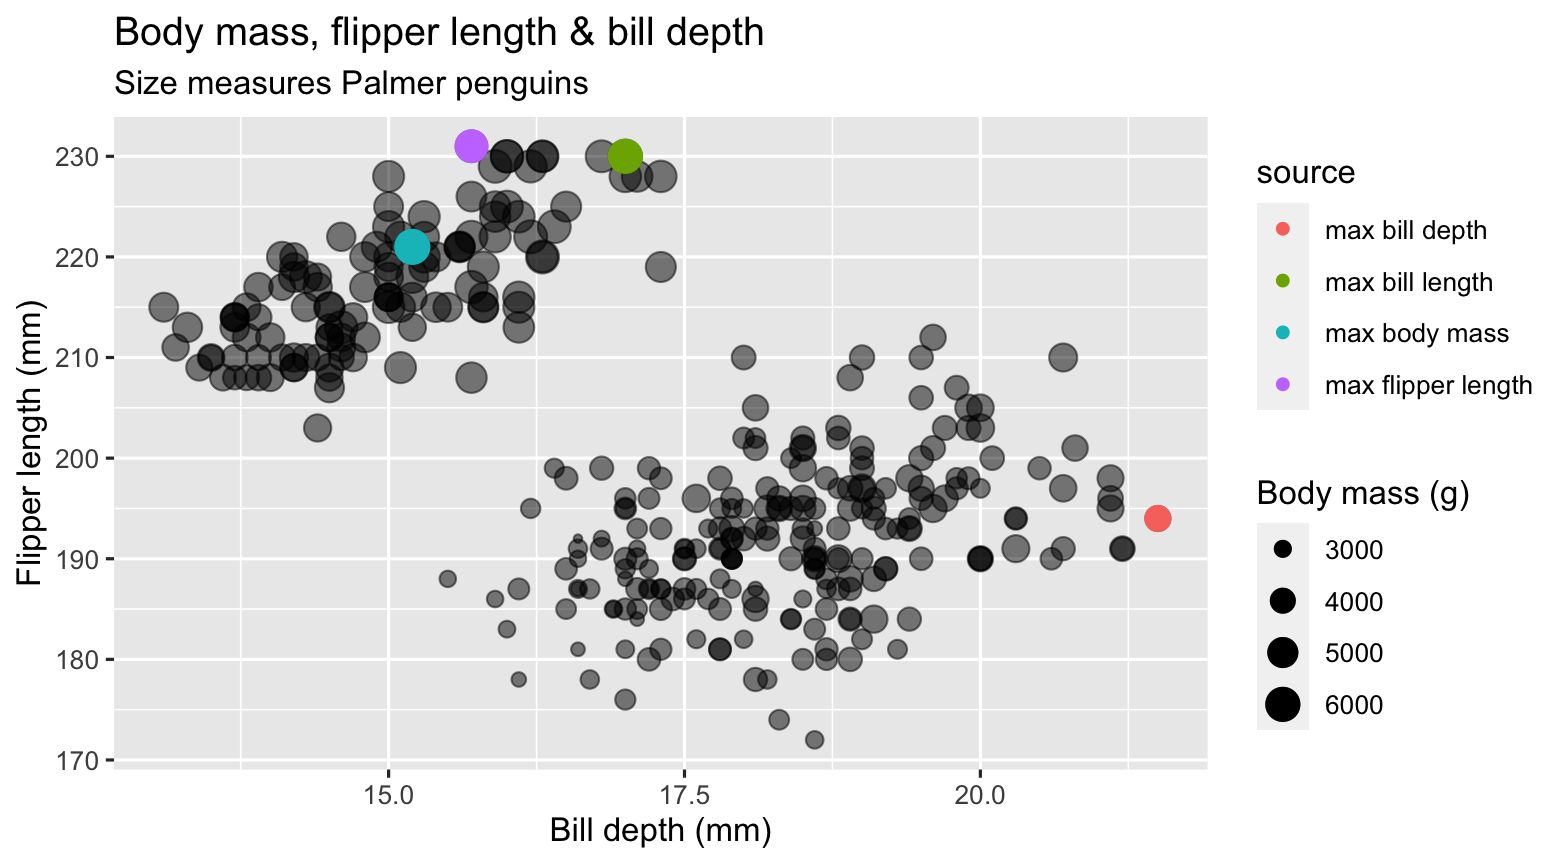 Body mass, flipper length & bill depth
Size measures Palmer penguins
Flipper length (mm)
230
220
210
200
190
180
170
15.0 17.5 20.0
Bill depth (mm)
source
max bill depth
max bill length
max body mass
max flipper length
Body mass (g)
3000
4000
5000
6000